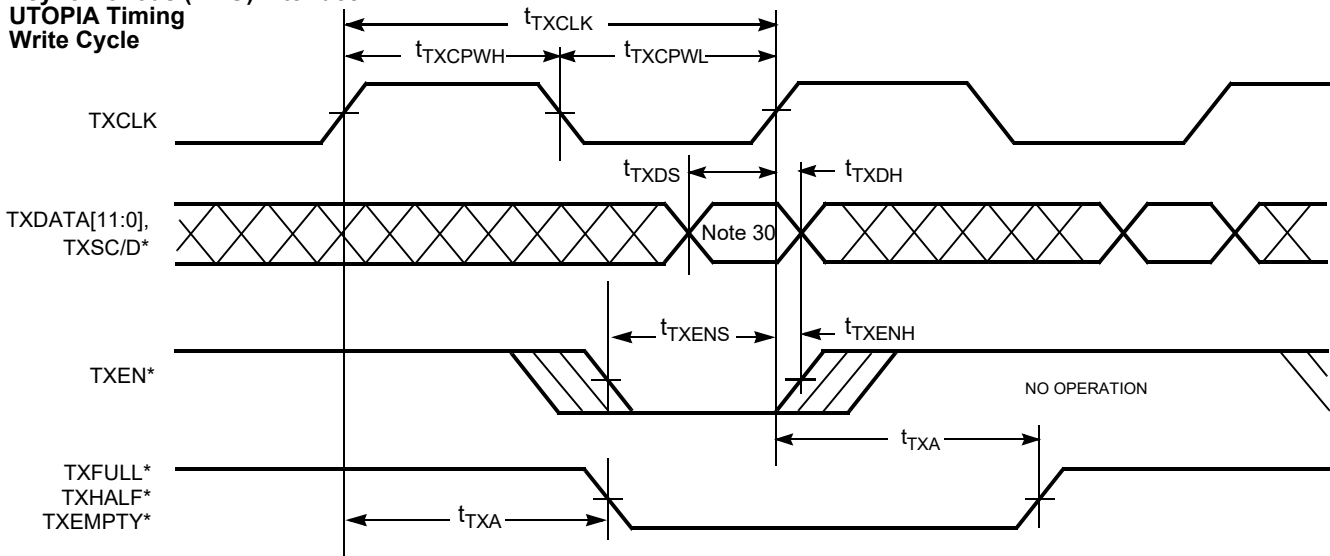 UTOPIA Timing
Write Cycle
tTXCLK
tTXCPWH
tTXCPWL
TXCLK
tTXDS
tTXDH
TXDATA[11:0],
TXSC/D*
Note 30
tTXENS
tTXENH
TXEN*
NO OPERATION
tTXA
TXFULL*
TXHALF*
TXEMPTY*
tTXA